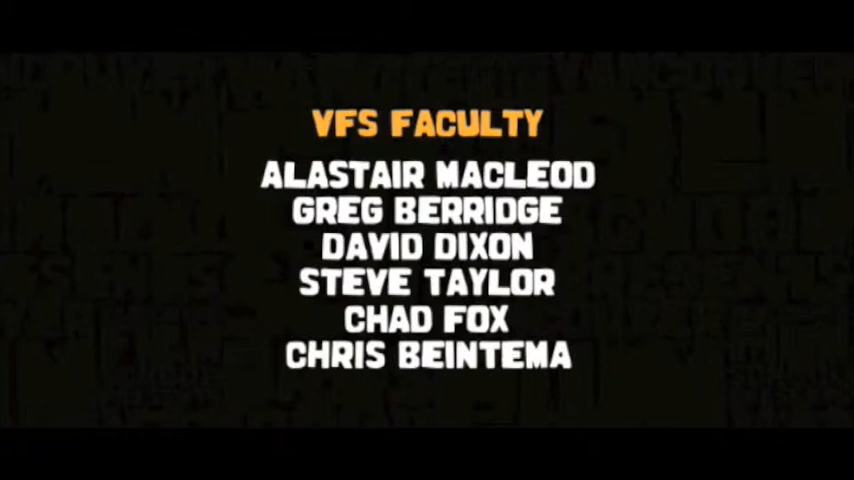 VFS FACULTY
ALASTAIR MACLEOD
GREG BERRIDGE
DAVID DIXON
STEVE TAYLOR
CHAD FOX
CHRIS BEINTEMA